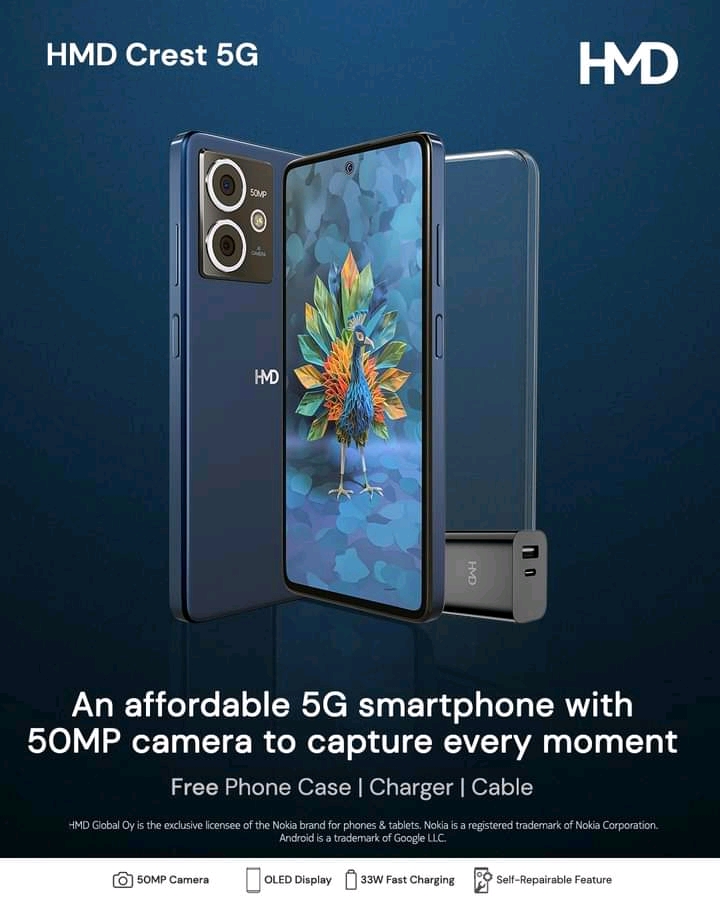 HMD Crest 5G
HMD
50MP
AI
CAMERA
HMD
HMD
An affordable 5G smartphone with
50MP camera to capture every moment
Free Phone Case | Charger | Cable
HMD Global Oy is the exclusive licensee of the Nokia brand for phones & tablets. Nokia is a registered trademark of Nokia Corporation.
Android is a trademark of Google LLC.
50MP Camera
OLED Display
33W Fast Charging
Self-Repairable Feature